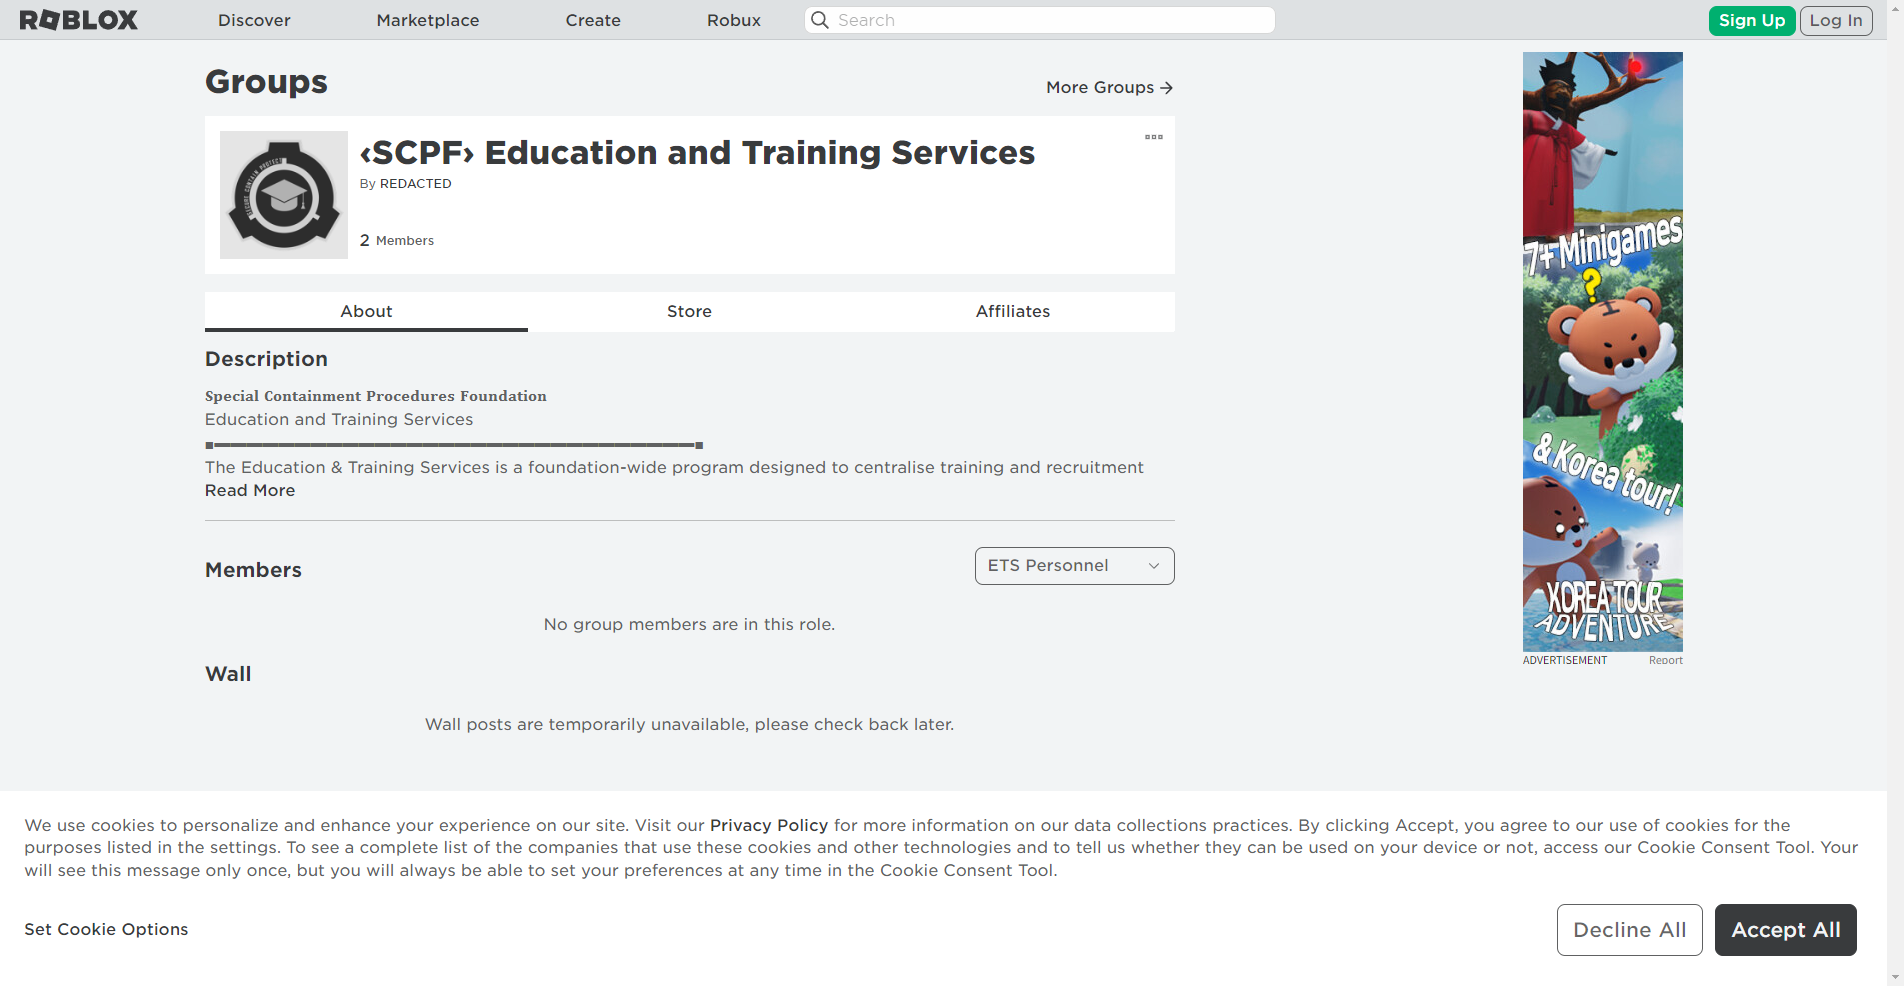 ROBLOX Discover Marketplace Create Robux Search Sign Up Log In
Groups
More Groups →
SECURE CONTAIN PROTECT
‹SCPF› Education and Training Services
By REDACTED
2 Members
About Store Affiliates
Description
Special Containment Procedures Foundation
Education and Training Services
The Education & Training Services is a foundation-wide program designed to centralise training and recruitment
Read More
Members
ETS Personnel
No group members are in this role.
Wall
Wall posts are temporarily unavailable, please check back later.
7+ Minigames
?
& Korea tour!
KOREA TOUR
ADVENTURE
ADVERTISEMENT Report
We use cookies to personalize and enhance your experience on our site. Visit our Privacy Policy for more information on our data collections practices. By clicking Accept, you agree to our use of cookies for the
purposes listed in the settings. To see a complete list of the companies that use these cookies and other technologies and to tell us whether they can be used on your device or not, access our Cookie Consent Tool. Your
will see this message only once, but you will always be able to set your preferences at any time in the Cookie Consent Tool.
Set Cookie Options
Decline All
Accept All